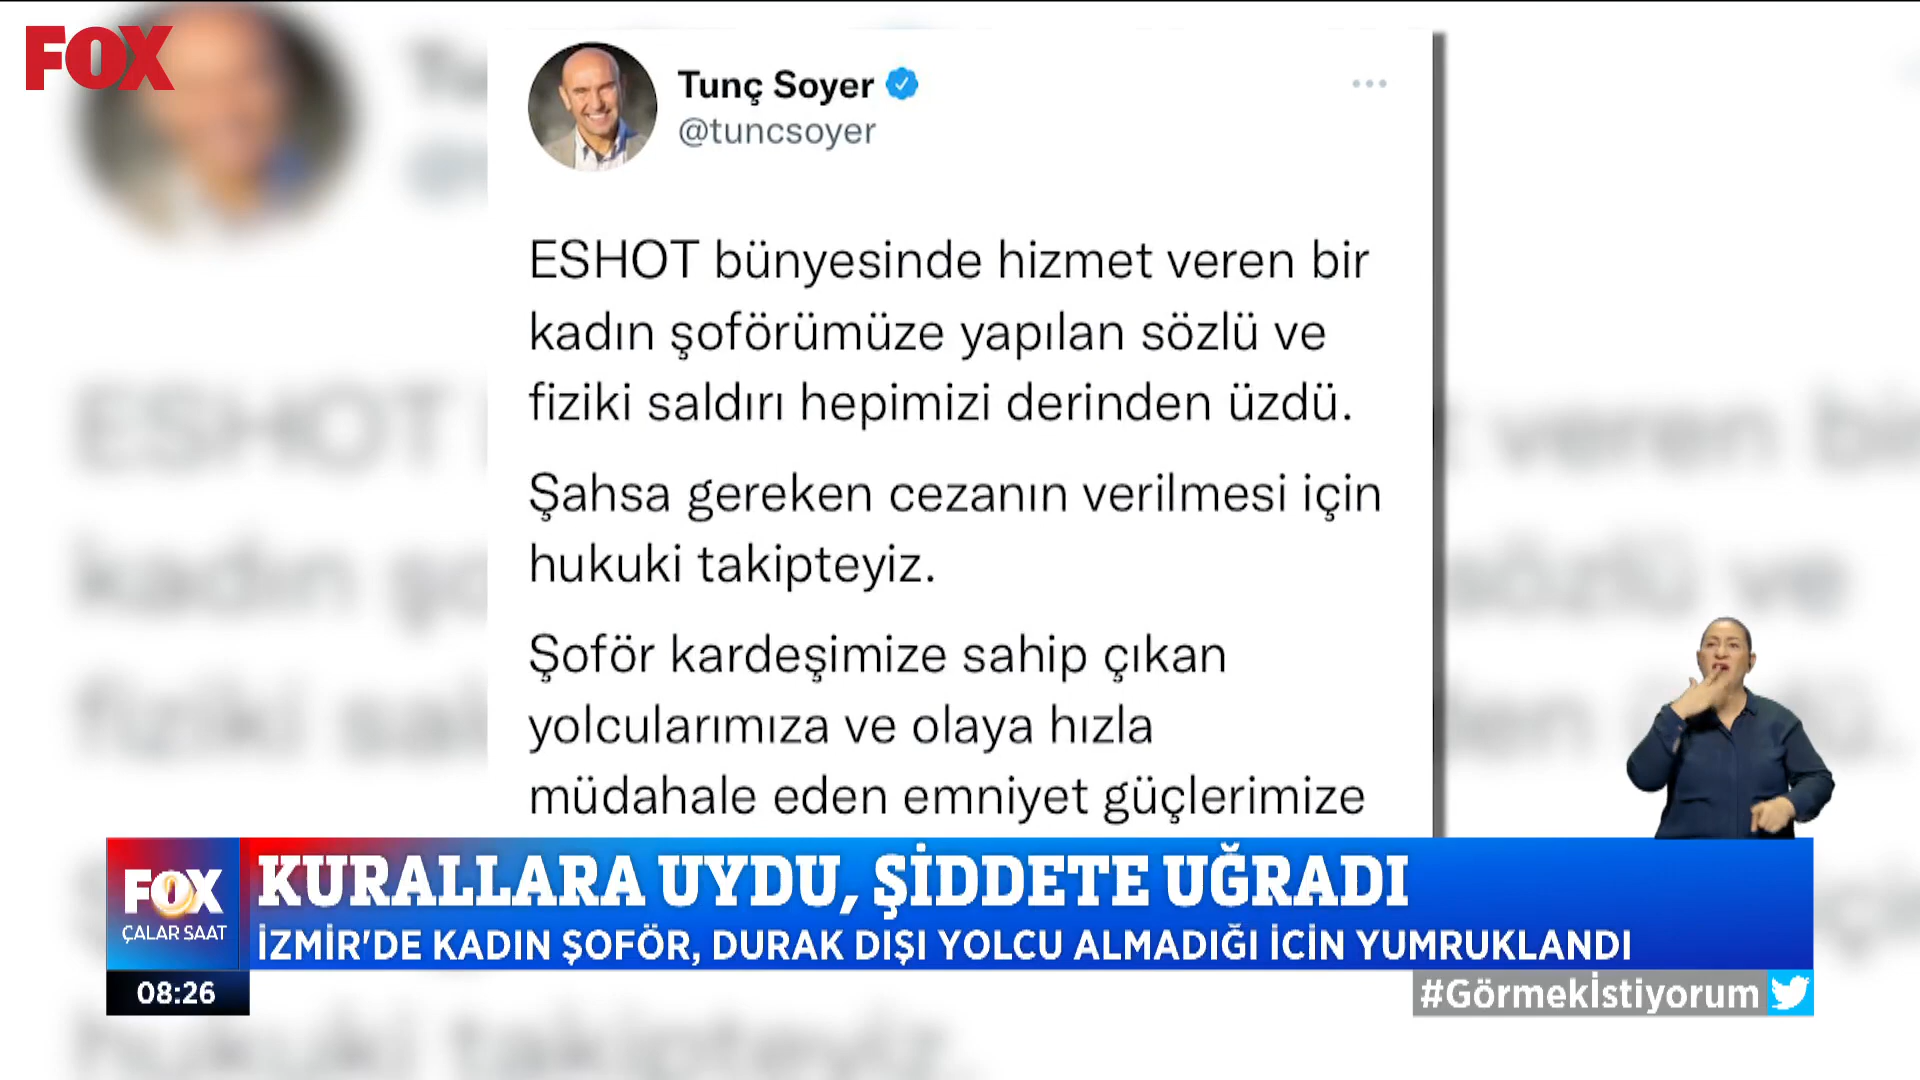 FOX
Tunç Soyer
@tuncsoyer
ESHOT bünyesinde hizmet veren bir
kadın şoförümüze yapılan sözlü ve
fiziki saldırı hepimizi derinden üzdü.
Şahsa gereken cezanın verilmesi için
hukuki takipteyiz.
Şoför kardeşimize sahip çıkan
yolcularımıza ve olaya hızla
müdahale eden emniyet güçlerimize
FOX
ÇALAR SAAT
KURALLARA UYDU, ŞİDDETE UĞRADI
İZMİR'DE KADIN ŞOFÖR, DURAK DIŞI YOLCU ALMADIĞI İCİN YUMRUKLANDI
08:26
#Görmekİstiyorum